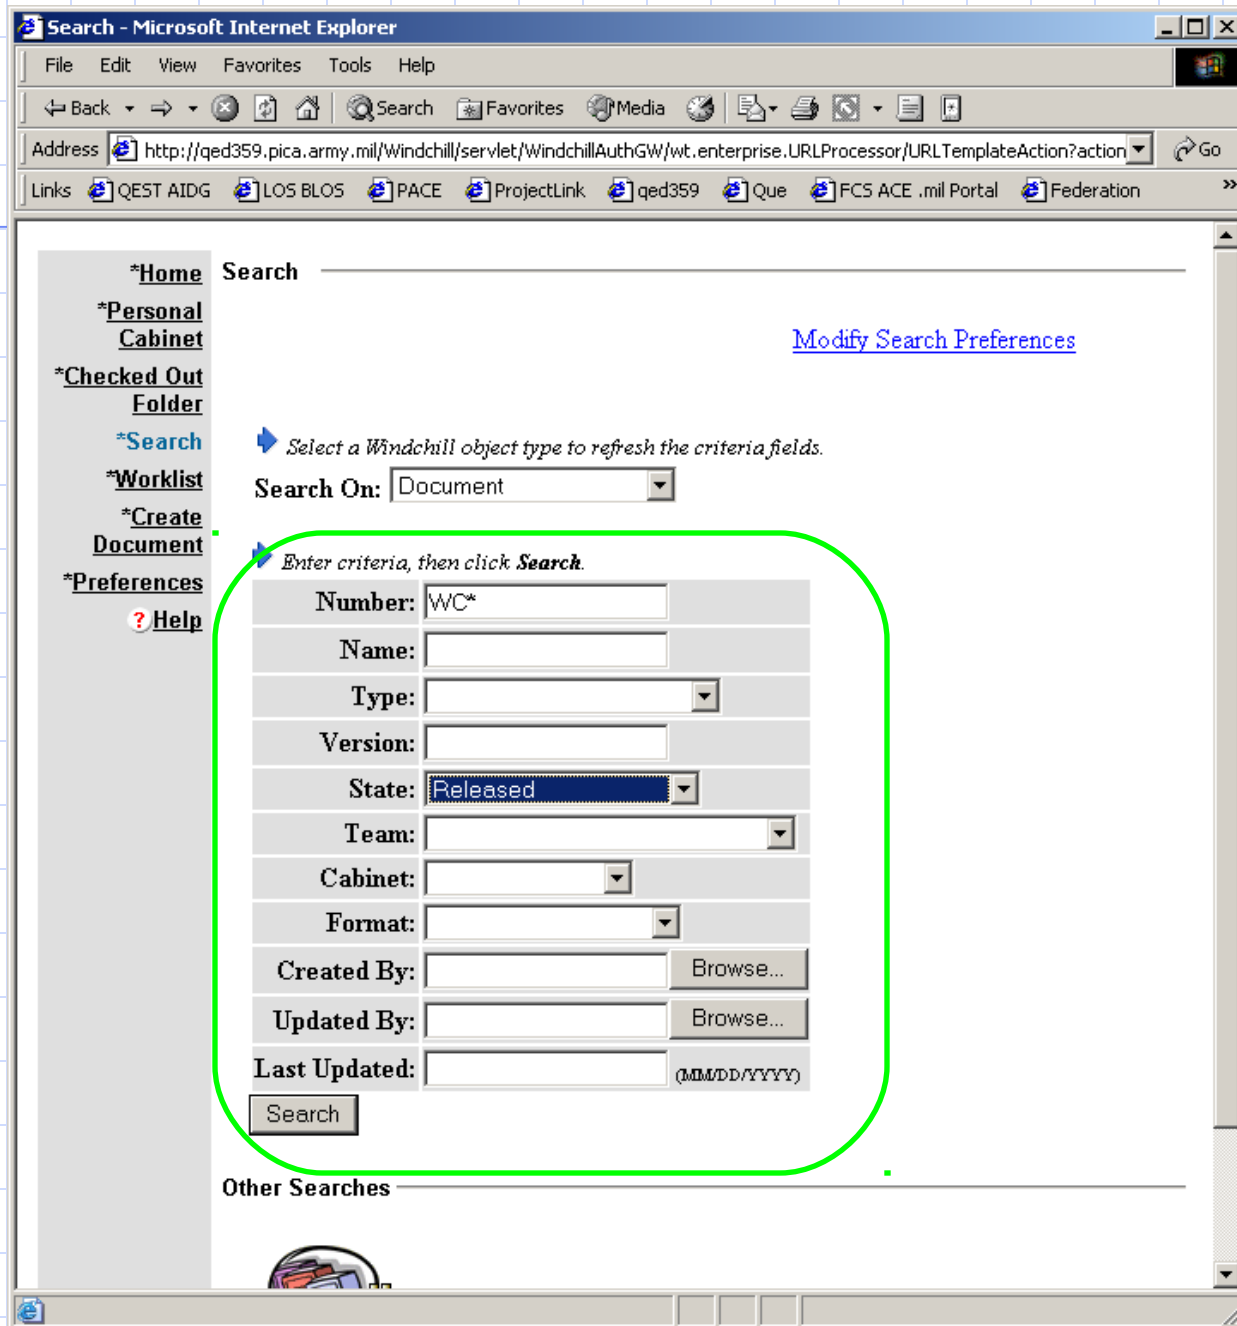 Search - Microsoft Internet Explorer
File Edit View Favorites Tools Help
Back Search Favorites Media
Address http://qed359.pica.army.mil/Windchill/servlet/WindchillAuthGW/wt.enterprise.URLProcessor/URLTemplateAction?action Go
Links QEST AIDG LOS BLOS PACE ProjectLink qed359 Que FCS ACE .mil Portal Federation »
*Home
*Personal
Cabinet
*Checked Out
Folder
*Search
*Worklist
*Create
Document
*Preferences
? Help
Search
Modify Search Preferences
Select a Windchill object type to refresh the criteria fields.
Search On: Document
Enter criteria, then click Search.
Number: WC*
Name:
Type:
Version:
State: Released
Team:
Cabinet:
Format:
Created By: Browse...
Updated By: Browse...
Last Updated: (MM/DD/YYYY)
Search
Other Searches